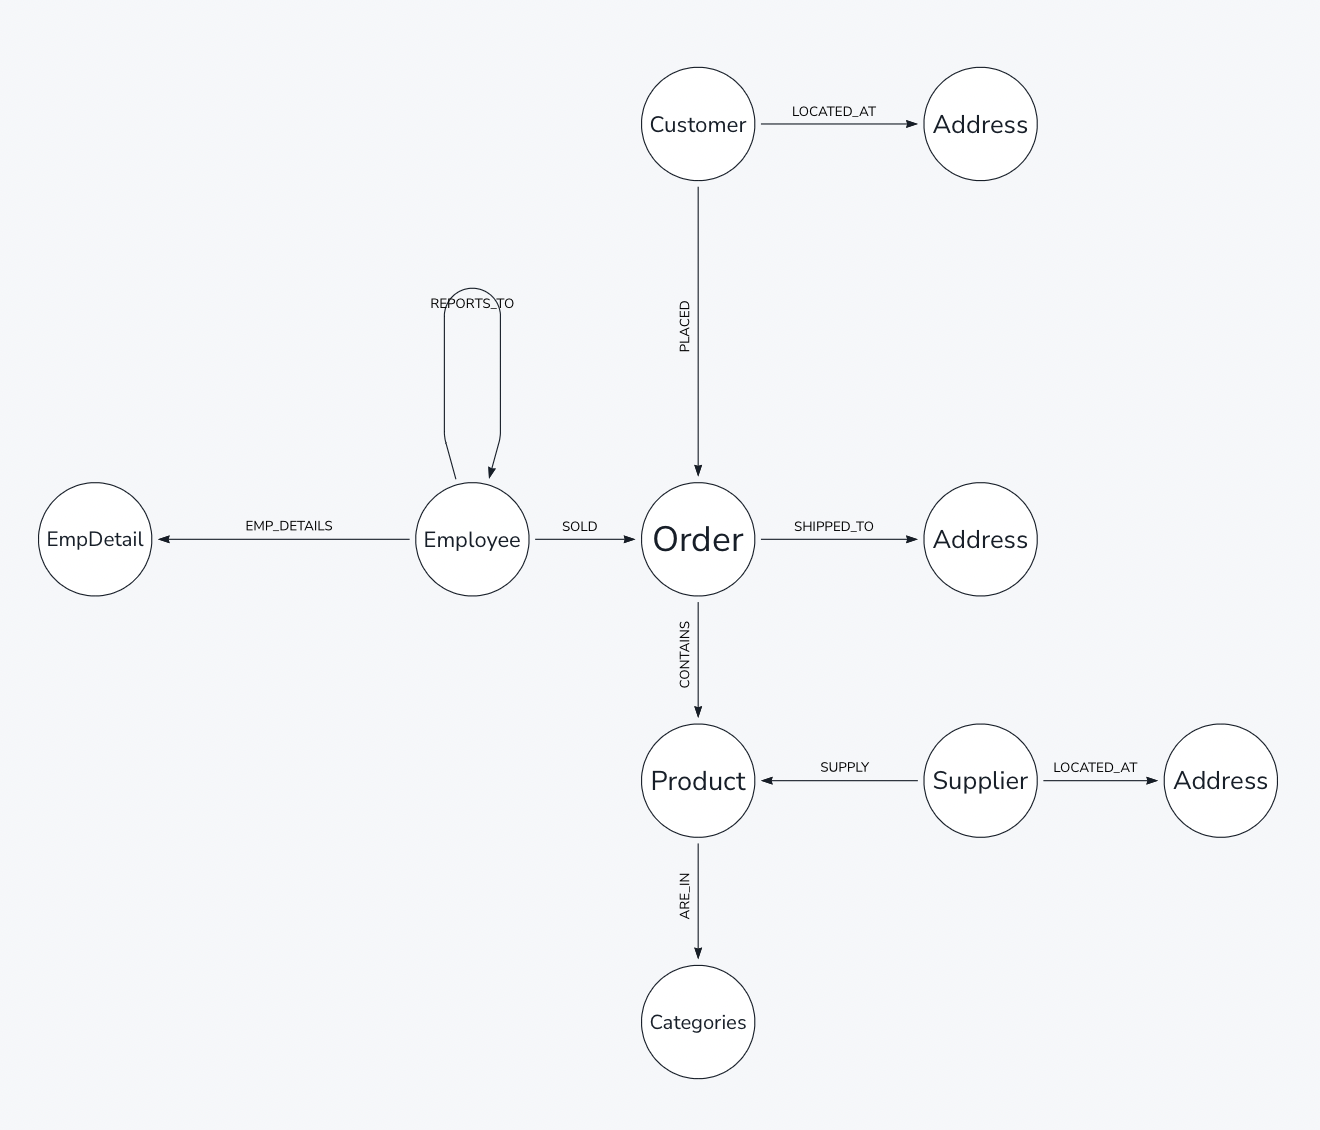 Customer
LOCATED_AT
Address
REPORTS_TO
PLACED
EmpDetail
EMP_DETAILS
Employee
SOLD
Order
SHIPPED_TO
Address
CONTAINS
Product
SUPPLY
Supplier
LOCATED_AT
Address
ARE_IN
Categories